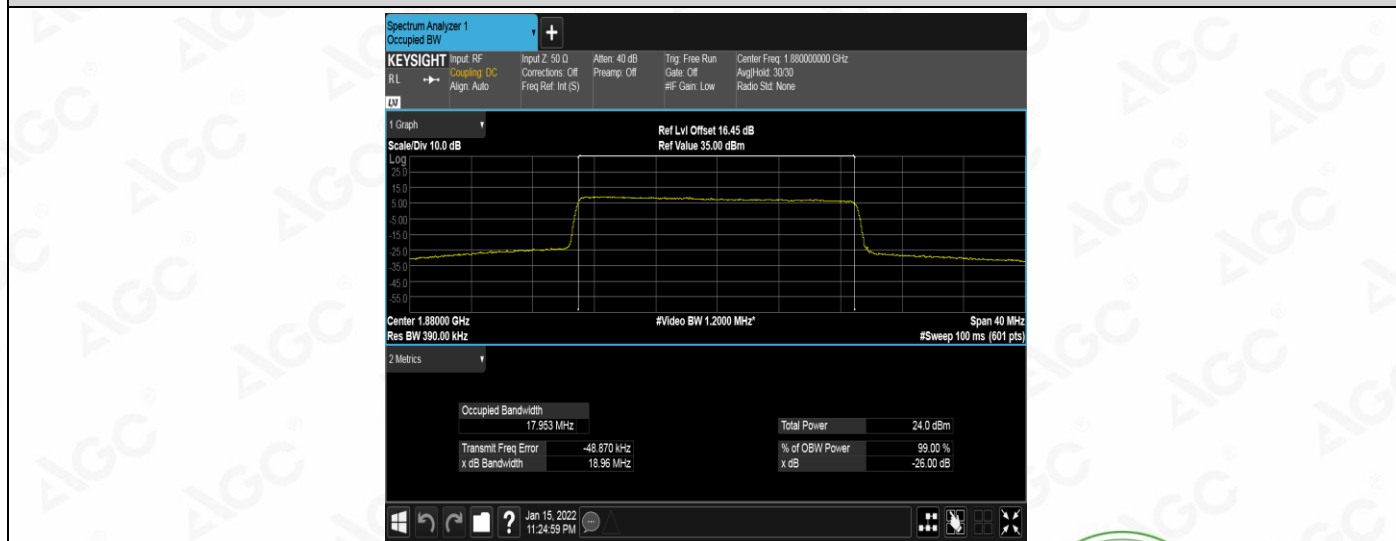 Spectrum Analyzer 1
Occupied BW
+
KEYSIGHT
RL
LXI
Input: RF
Coupling: DC
Align: Auto
Input Z: 50 Ω
Corrections: Off
Freq Ref: Int (S)
Atten: 40 dB
Preamp: Off
Trig: Free Run
Gate: Off
#IF Gain: Low
Center Freq: 1.880000000 GHz
Avg|Hold: 30/30
Radio Std: None
1 Graph
Scale/Div 10.0 dB
Ref Lvl Offset 16.45 dB
Ref Value 35.00 dBm
Log
25.0
15.0
5.00
-5.00
-15.0
-25.0
-35.0
-45.0
-55.0
Center 1.88000 GHz
Res BW 390.00 kHz
#Video BW 1.2000 MHz*
Span 40 MHz
#Sweep 100 ms (601 pts)
2 Metrics
Occupied Bandwidth
17.953 MHz
Transmit Freq Error -48.870 kHz
x dB Bandwidth 18.96 MHz
Total Power 24.0 dBm
% of OBW Power 99.00 %
x dB -26.00 dB
?
Jan 15, 2022
11:24:59 PM
AGC